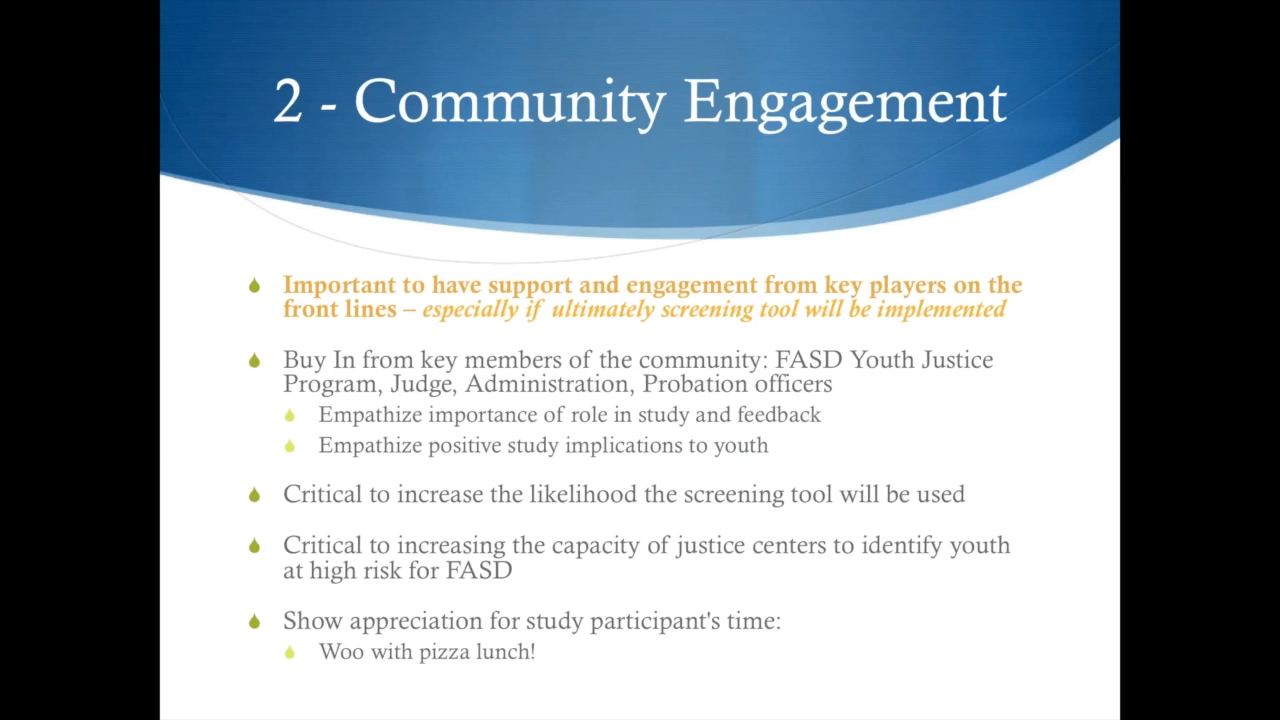 2 - Community Engagement
Important to have support and engagement from key players on the
front lines – especially if ultimately screening tool will be implemented
Buy In from key members of the community: FASD Youth Justice
Program, Judge, Administration, Probation officers
Empathize importance of role in study and feedback
Empathize positive study implications to youth
Critical to increase the likelihood the screening tool will be used
Critical to increasing the capacity of justice centers to identify youth
at high risk for FASD
Show appreciation for study participant's time:
Woo with pizza lunch!